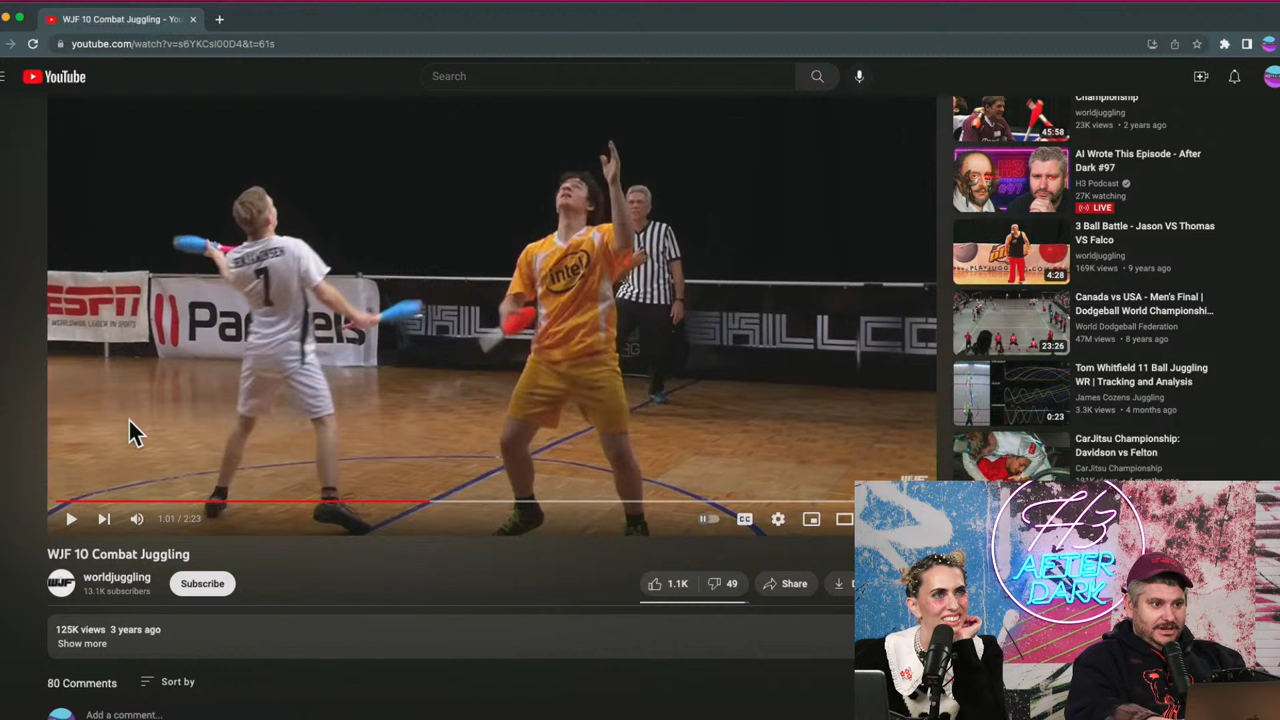 WJF 10 Combat Juggling - You
youtube.com/watch?v=s6YKCsI00D4&t=61s
YouTube
Search
7
intel
ESPN
WORLDWIDE LEADER IN SPORTS
SKILLCO
1:01 / 2:23
CC
WJF 10 Combat Juggling
WJF
worldjuggling
13.1K subscribers
Subscribe
1.1K
49
Share
125K views 3 years ago
Show more
80 Comments
Sort by
Add a comment...
Championship
worldjuggling
23K views • 2 years ago
45:58
AI Wrote This Episode - After
Dark #97
H3 Podcast
27K watching
LIVE
3 Ball Battle - Jason VS Thomas
VS Falco
worldjuggling
169K views • 9 years ago
4:28
Canada vs USA - Men's Final |
Dodgeball World Championshi...
World Dodgeball Federation
47M views • 8 years ago
23:26
Tom Whitfield 11 Ball Juggling
WR | Tracking and Analysis
James Cozens Juggling
3.3K views • 4 months ago
0:23
CarJitsu Championship:
Davidson vs Felton
CarJitsu Championship
H3
AFTER
DARK